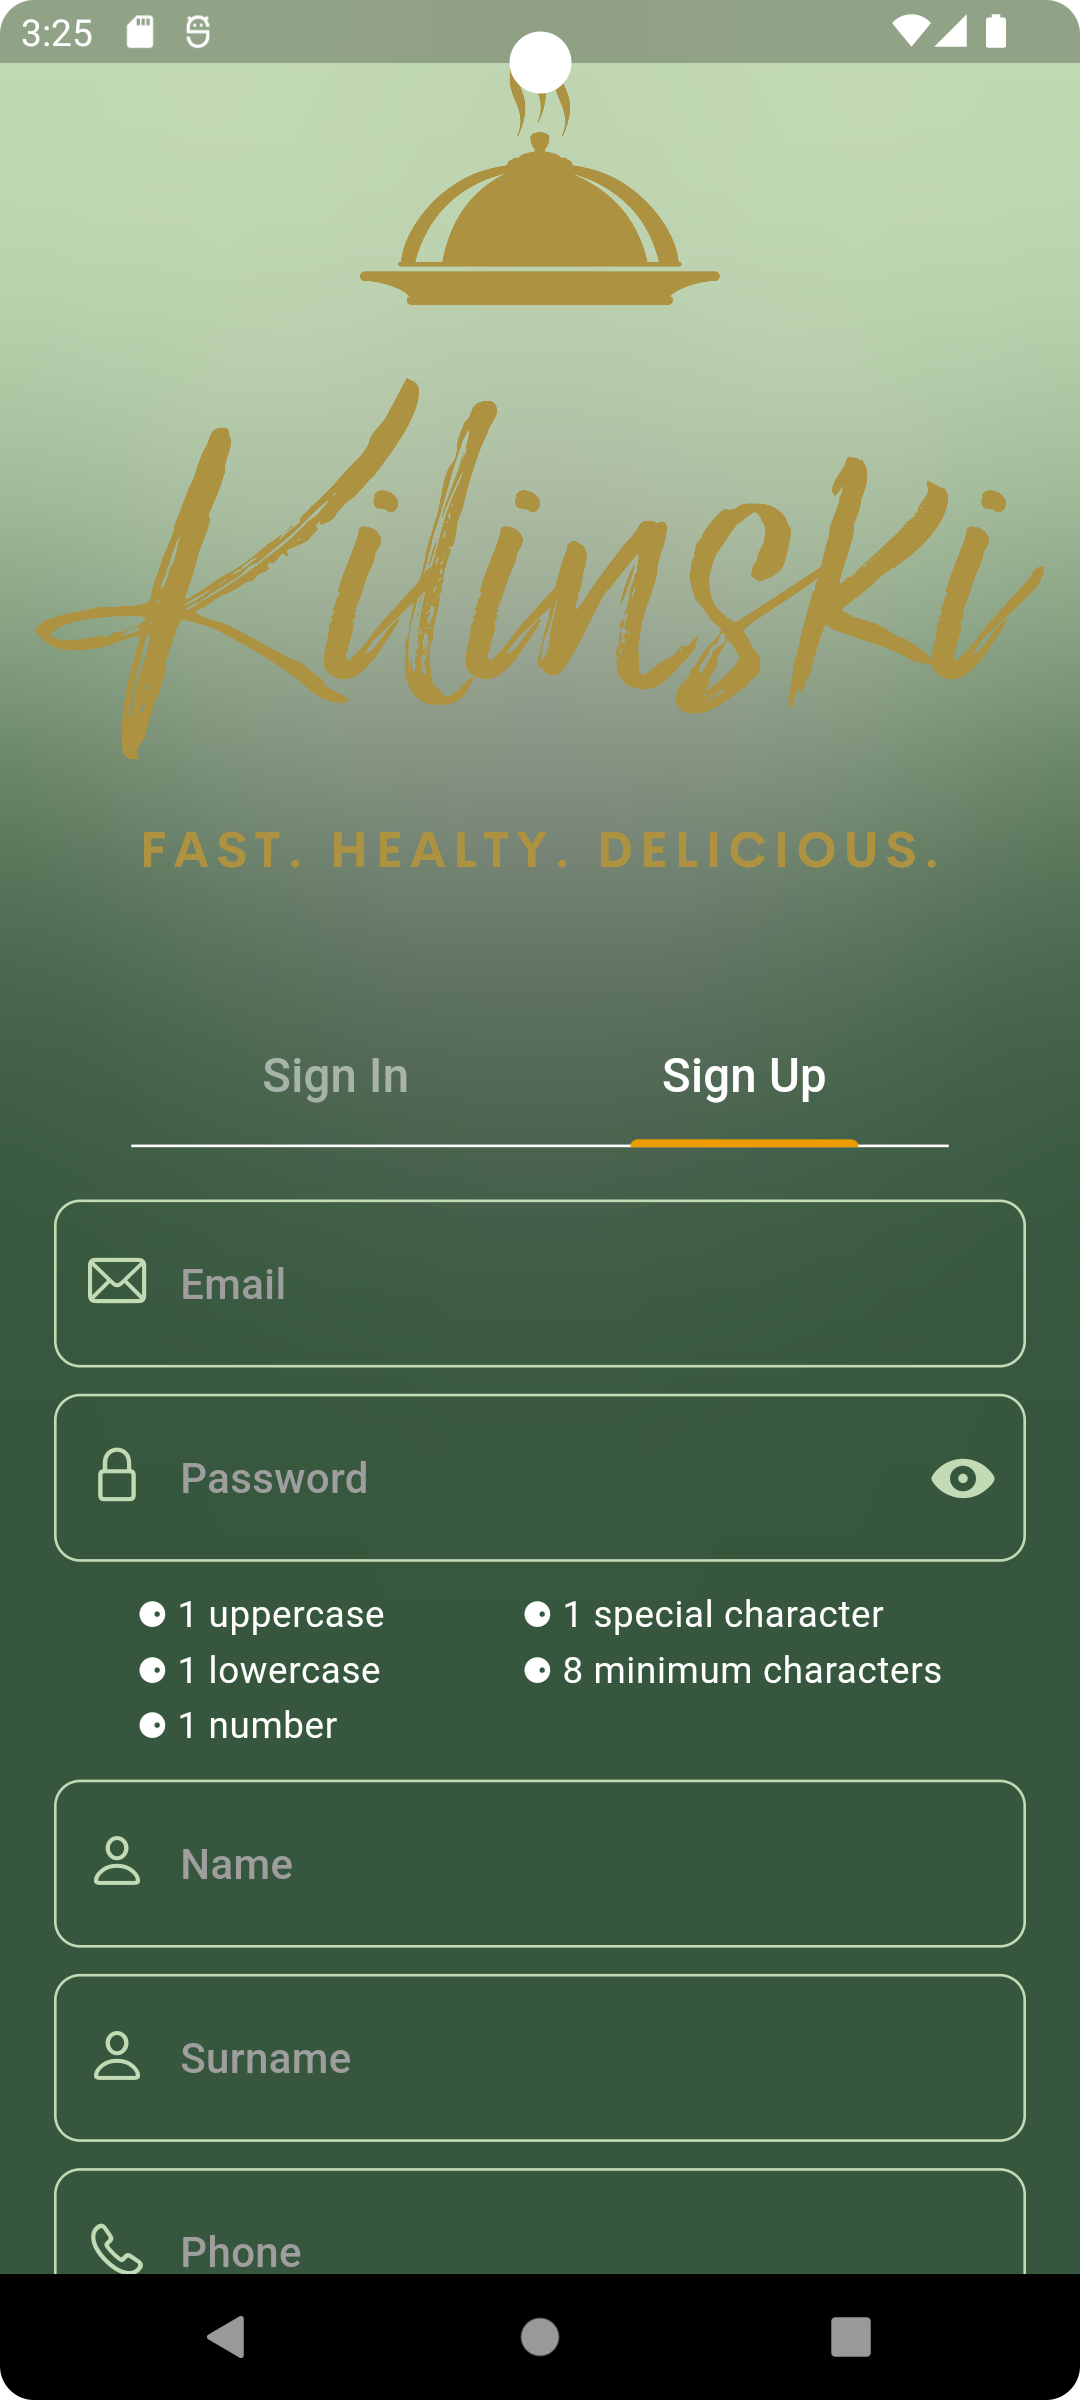 3:25
Kilinski
FAST. HEALTY. DELICIOUS.
Sign In Sign Up
Email
Password
1 uppercase 1 special character
1 lowercase 8 minimum characters
1 number
Name
Surname
Phone